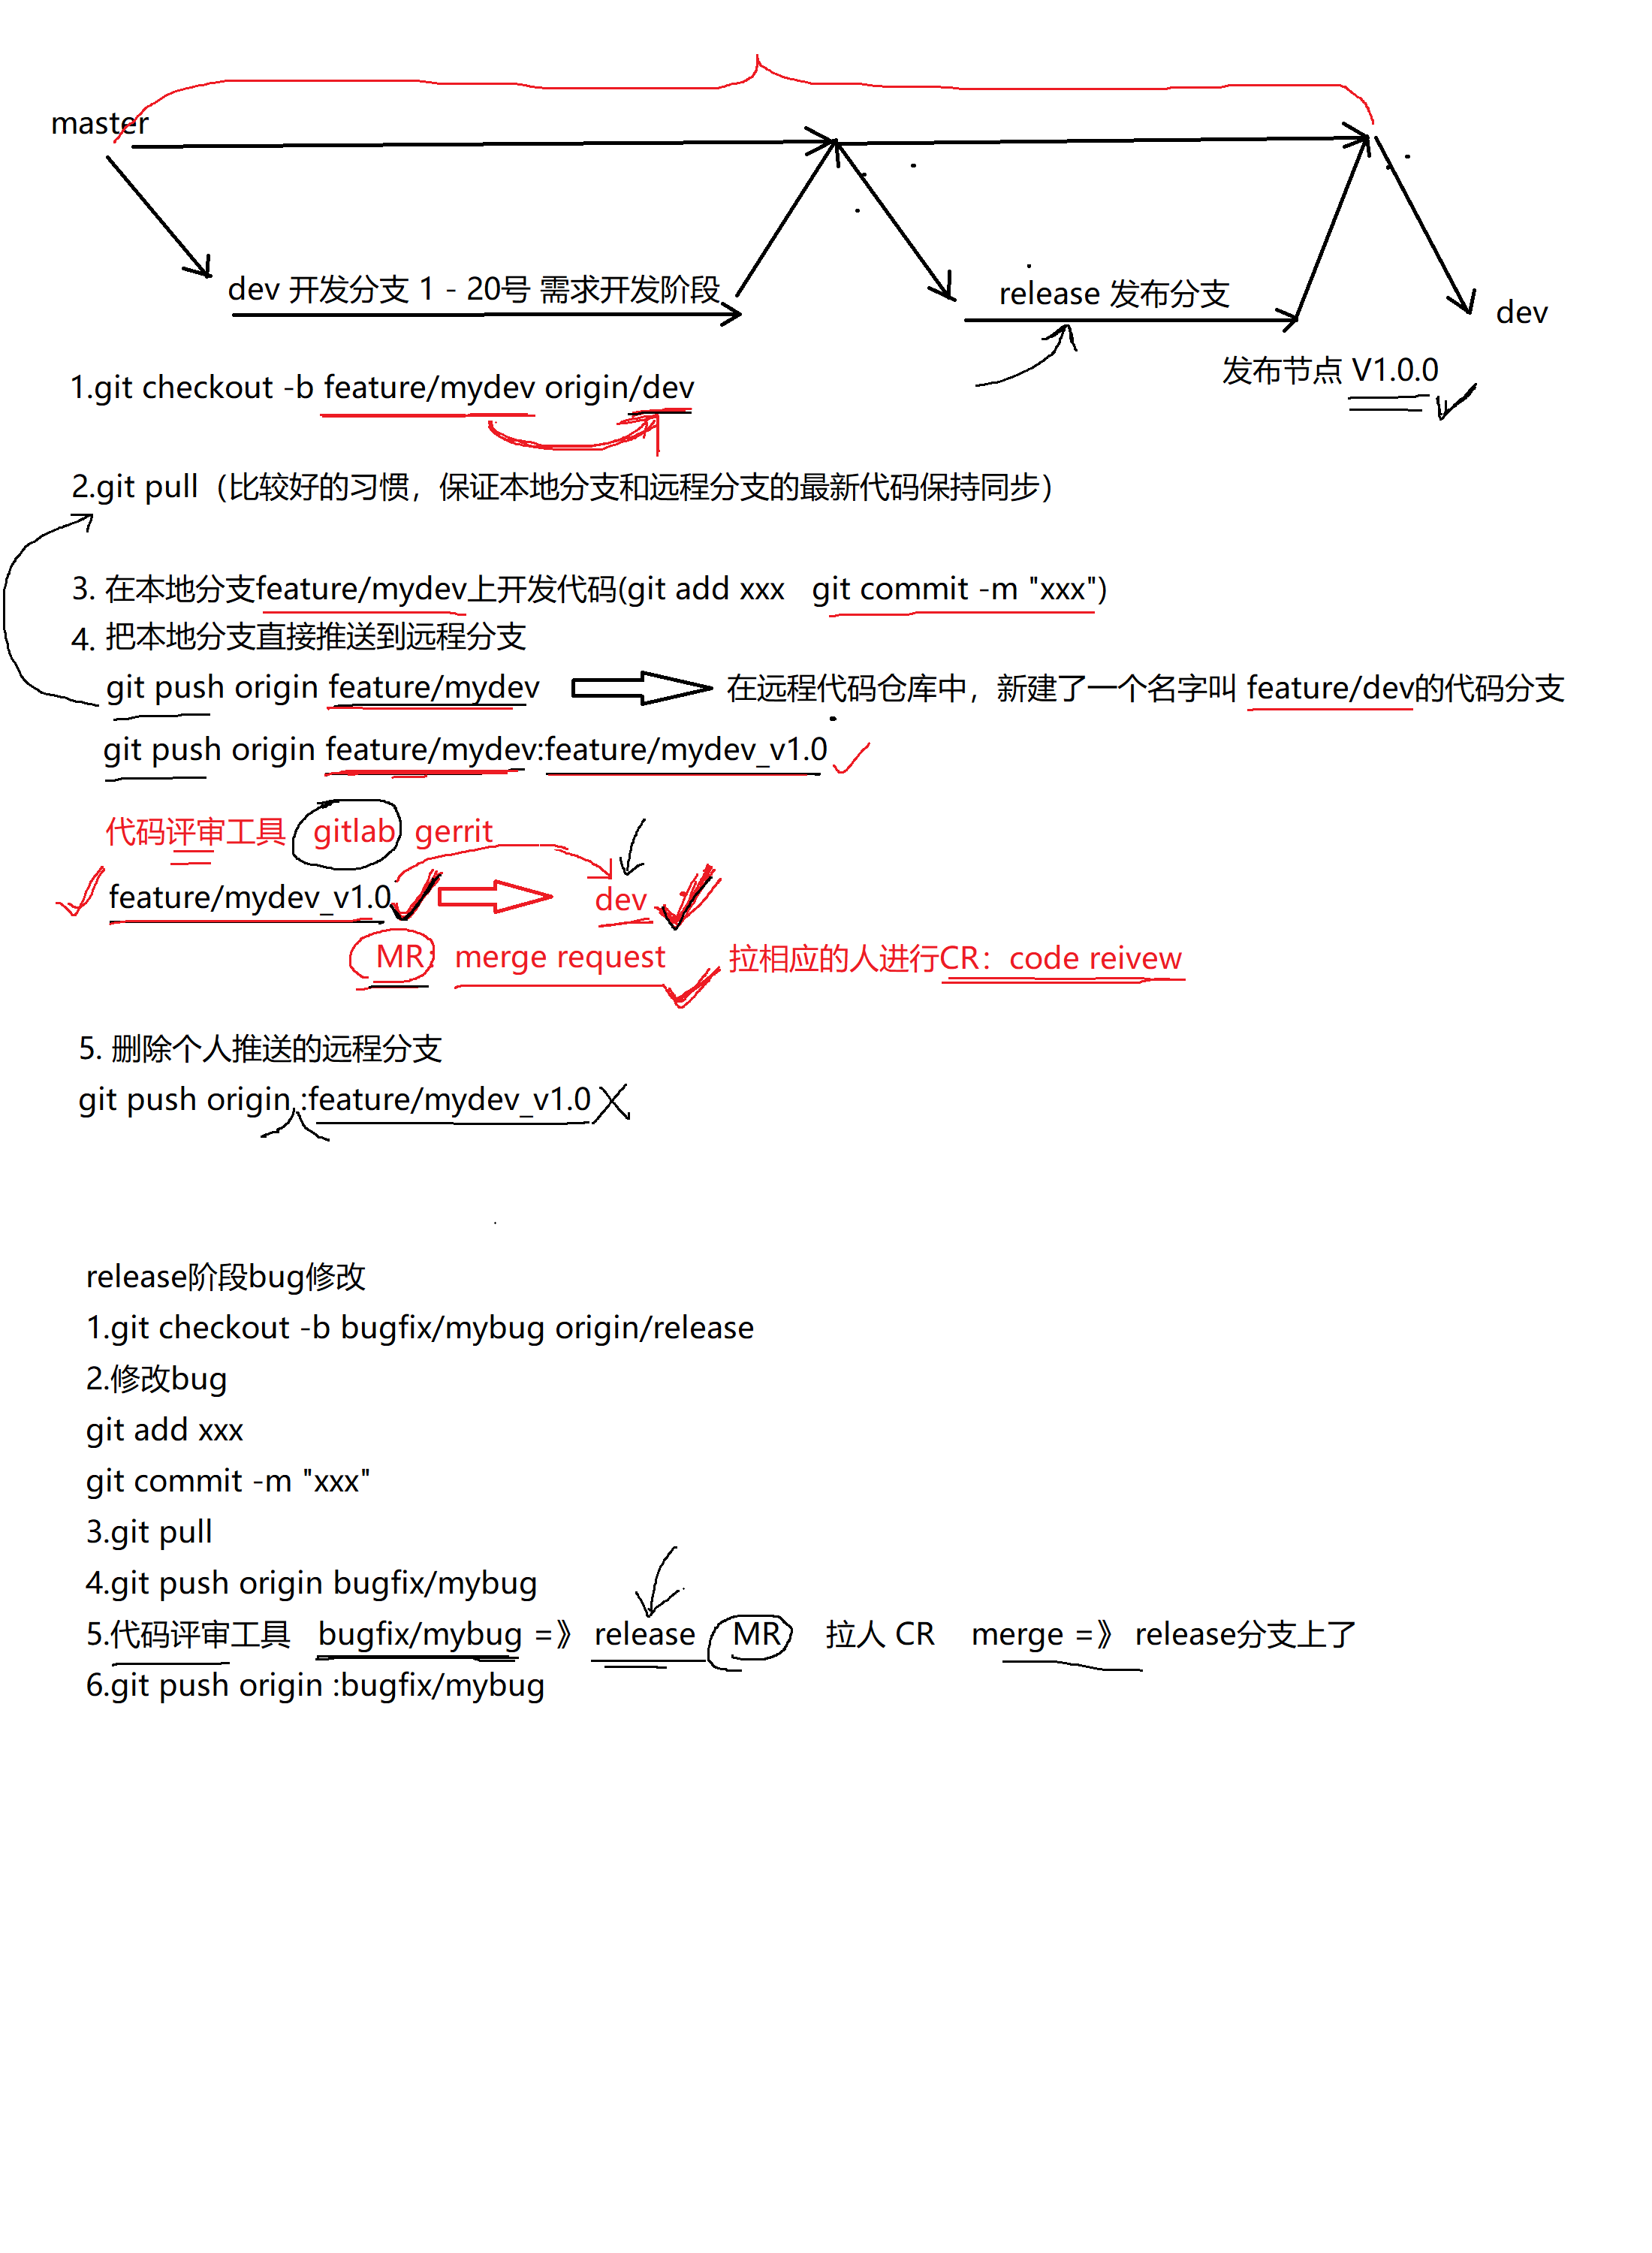 master
dev 开发分支 1 - 20号 需求开发阶段
release 发布分支
dev
发布节点 V1.0.0
1.git checkout -b feature/mydev origin/dev
2.git pull（比较好的习惯，保证本地分支和远程分支的最新代码保持同步）
3. 在本地分支feature/mydev上开发代码(git add xxx   git commit -m "xxx")
4. 把本地分支直接推送到远程分支
git push origin feature/mydev 在远程代码仓库中，新建了一个名字叫 feature/dev的代码分支
git push origin feature/mydev:feature/mydev_v1.0
代码评审工具 gitlab gerrit
feature/mydev_v1.0 dev
MR：merge request 拉相应的人进行CR：code reivew
5. 删除个人推送的远程分支
git push origin :feature/mydev_v1.0
release阶段bug修改
1.git checkout -b bugfix/mybug origin/release
2.修改bug
git add xxx
git commit -m "xxx"
3.git pull
4.git push origin bugfix/mybug
5.代码评审工具 bugfix/mybug =》 release MR 拉人 CR merge =》 release分支上了
6.git push origin :bugfix/mybug